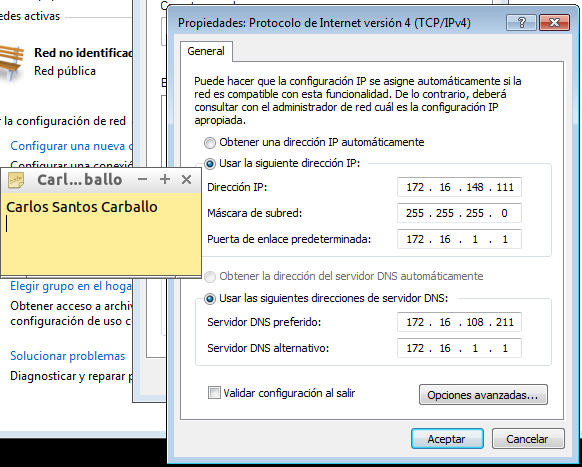 edes activas
Red no identificad
Red pública
r la configuración de red
Configurar una nueva c
Configurar una conexió
Carl...ballo
Carlos Santos Carballo
Elegir grupo en el hoga
Obtener acceso a archiv
configuración de uso c
Solucionar problemas
Diagnosticar y reparar p
Propiedades: Protocolo de Internet versión 4 (TCP/IPv4)
General
Puede hacer que la configuración IP se asigne automáticamente si la
red es compatible con esta funcionalidad. De lo contrario, deberá
consultar con el administrador de red cuál es la configuración IP
apropiada.
Obtener una dirección IP automáticamente
Usar la siguiente dirección IP:
Dirección IP: 172 . 16 . 148 . 111
Máscara de subred: 255 . 255 . 255 . 0
Puerta de enlace predeterminada: 172 . 16 . 1 . 1
Obtener la dirección del servidor DNS automáticamente
Usar las siguientes direcciones de servidor DNS:
Servidor DNS preferido: 172 . 16 . 108 . 211
Servidor DNS alternativo: 172 . 16 . 1 . 1
Validar configuración al salir
Opciones avanzadas...
Aceptar
Cancelar